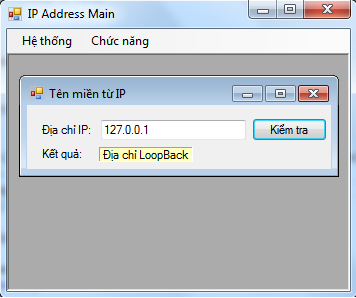 IP Address Main
Hệ thống Chức năng
Tên miền từ IP
Địa chỉ IP: 127.0.0.1 Kiểm tra
Kết quả: Địa chỉ LoopBack